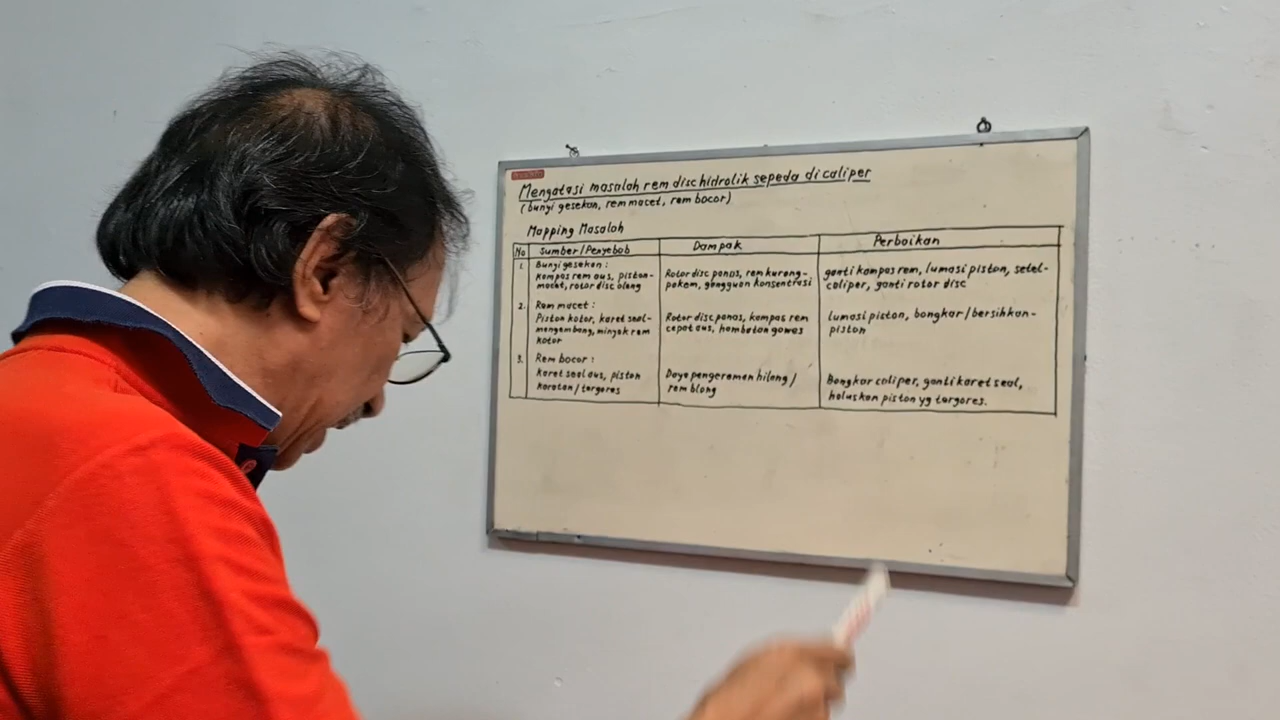 Mengatasi masalah rem disc hidrolik sepeda di caliper
(bunyi gesekan, rem macet, rem bocor)
Mapping Masalah
No Sumber/Penyebab Dampak Perbaikan
1. Bunyi gesekan:
Kampas rem aus, piston-
macet, rotor disc oleng
Rotor disc panas, rem kurang-
pakem, gangguan konsentrasi
ganti kampas rem, lumasi piston, setel-
caliper, ganti rotor disc
2. Rem macet:
Piston kotor, karet seal-
mengembang, minyak rem
kotor
Rotor disc panas, kampas rem
cepat aus, hambatan gowes
lumasi piston, bongkar/bersihkan-
piston
3. Rem bocor:
Karet seal aus, piston
karatan/tergores
Daya pengereman hilang/
rem blong
Bongkar caliper, ganti karet seal,
haluskan piston yg tergores.